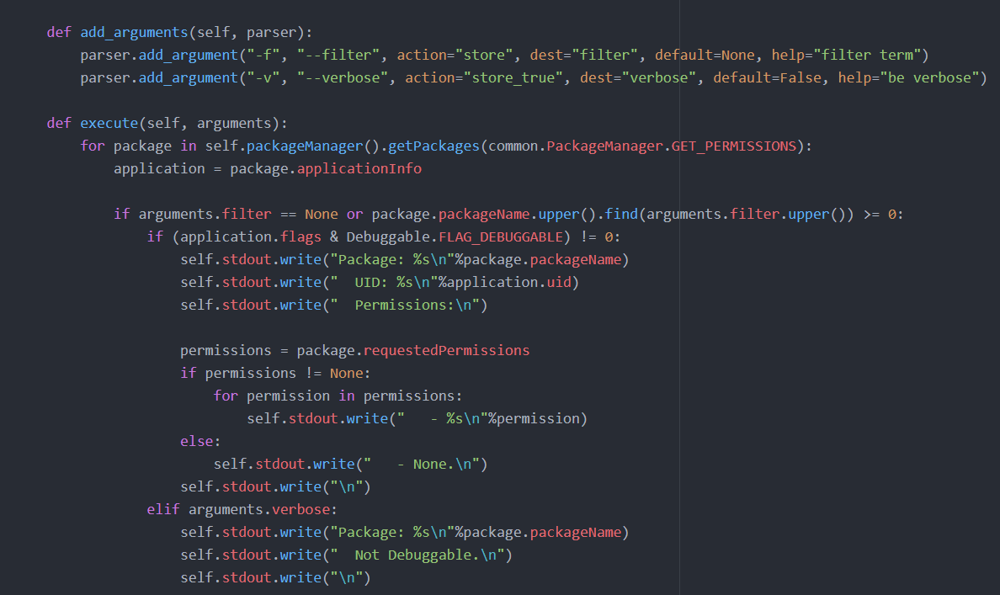 def add_arguments(self, parser):
        parser.add_argument("-f", "--filter", action="store", dest="filter", default=None, help="filter term")
        parser.add_argument("-v", "--verbose", action="store_true", dest="verbose", default=False, help="be verbose")

    def execute(self, arguments):
        for package in self.packageManager().getPackages(common.PackageManager.GET_PERMISSIONS):
            application = package.applicationInfo

            if arguments.filter == None or package.packageName.upper().find(arguments.filter.upper()) >= 0:
                if (application.flags & Debuggable.FLAG_DEBUGGABLE) != 0:
                    self.stdout.write("Package: %s\n"%package.packageName)
                    self.stdout.write("  UID: %s\n"%application.uid)
                    self.stdout.write("  Permissions:\n")

                    permissions = package.requestedPermissions
                    if permissions != None:
                        for permission in permissions:
                            self.stdout.write("   - %s\n"%permission)
                    else:
                        self.stdout.write("   - None.\n")
                    self.stdout.write("\n")
                elif arguments.verbose:
                    self.stdout.write("Package: %s\n"%package.packageName)
                    self.stdout.write("  Not Debuggable.\n")
                    self.stdout.write("\n")